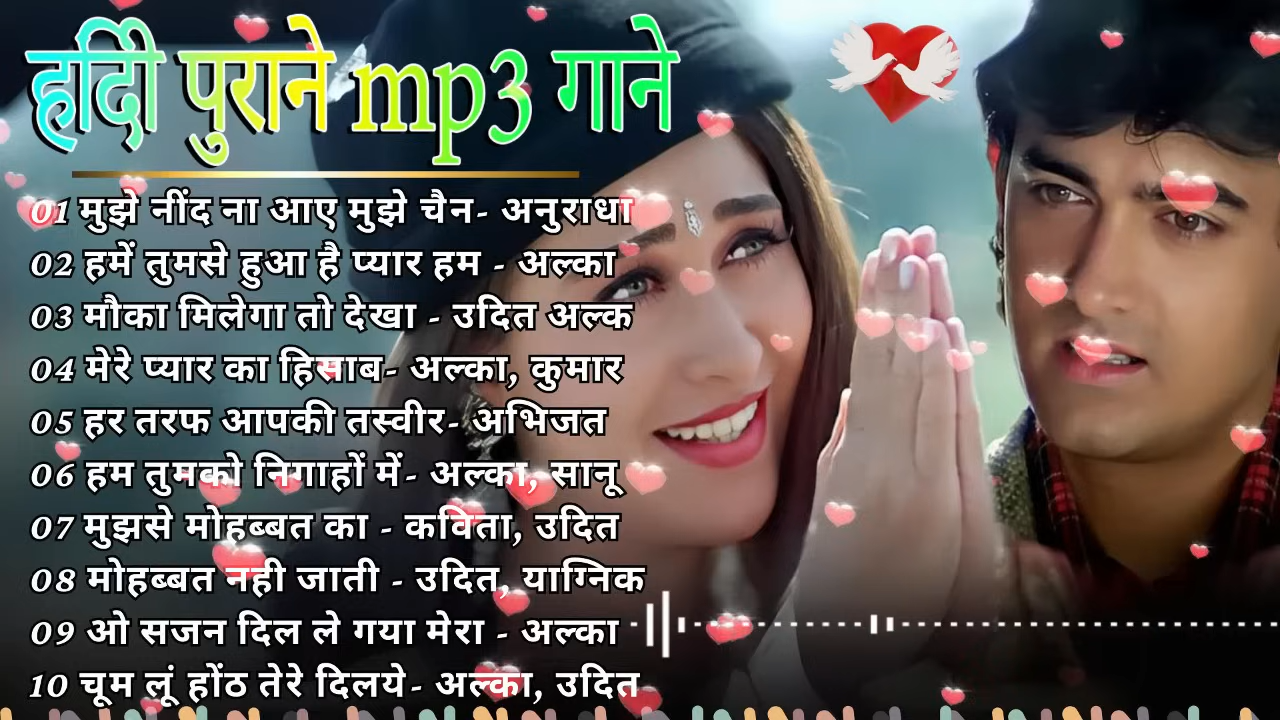 हिंदी पुराने mp3 गाने
01 मुझे नींद ना आए मुझे चैन- अनुराधा
02 हमें तुमसे हुआ है प्यार हम - अल्का
03 मौका मिलेगा तो देखा - उदित अल्क
04 मेरे प्यार का हिसाब- अल्का, कुमार
05 हर तरफ आपकी तस्वीर- अभिजत
06 हम तुमको निगाहों में- अल्का, सानू
07 मुझसे मोहब्बत का - कविता, उदित
08 मोहब्बत नही जाती - उदित, याग्निक
09 ओ सजन दिल ले गया मेरा - अल्का
10 चूम लूं होंठ तेरे दिलये- अल्का, उदित